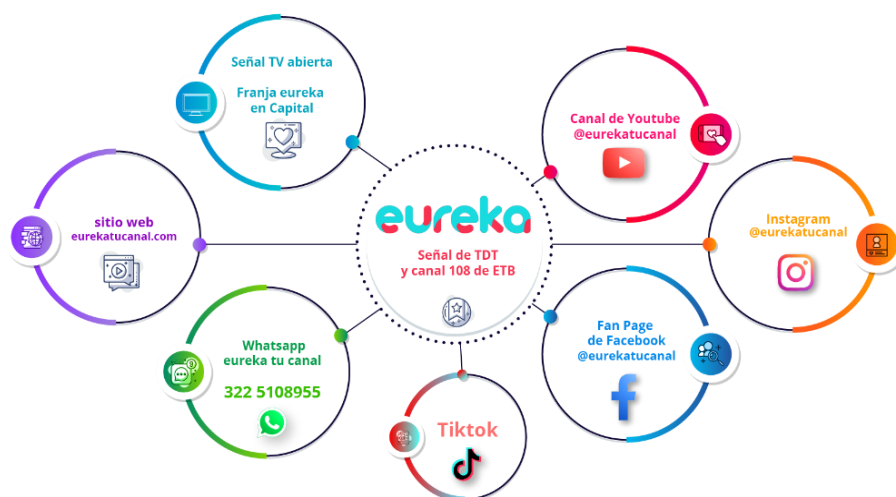 Señal TV abierta
Franja eureka
en Capital
Canal de Youtube
@eurekatucanal
sitio web
eurekatucanal.com
eureka
Señal de TDT
y canal 108 de ETB
Instagram
@eurekatucanal
Whatsapp
eureka tu canal
322 5108955
Fan Page
de Facebook
@eurekatucanal
Tiktok